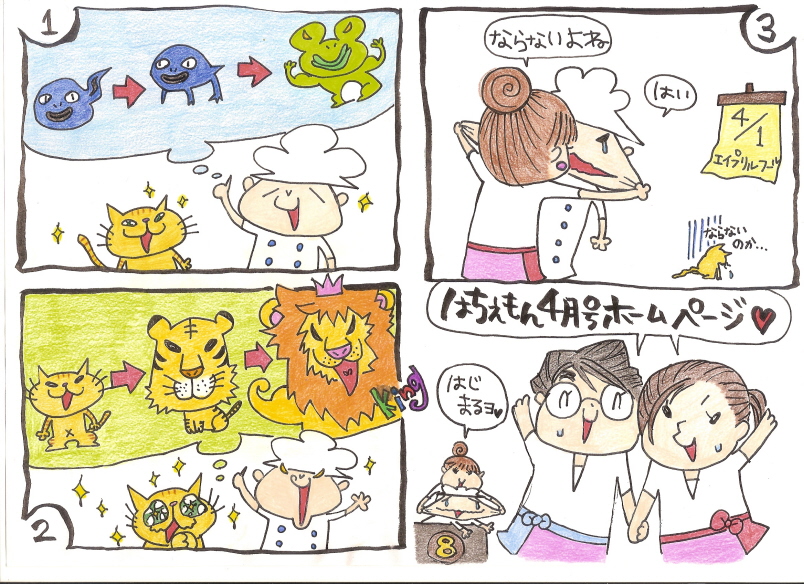 1
2
King
3
ならないよね
はい
4/1
エイプリルフール
ならない
のか…
はちえもん4月号ホームページ♥
はじ
まるヨ♥
8